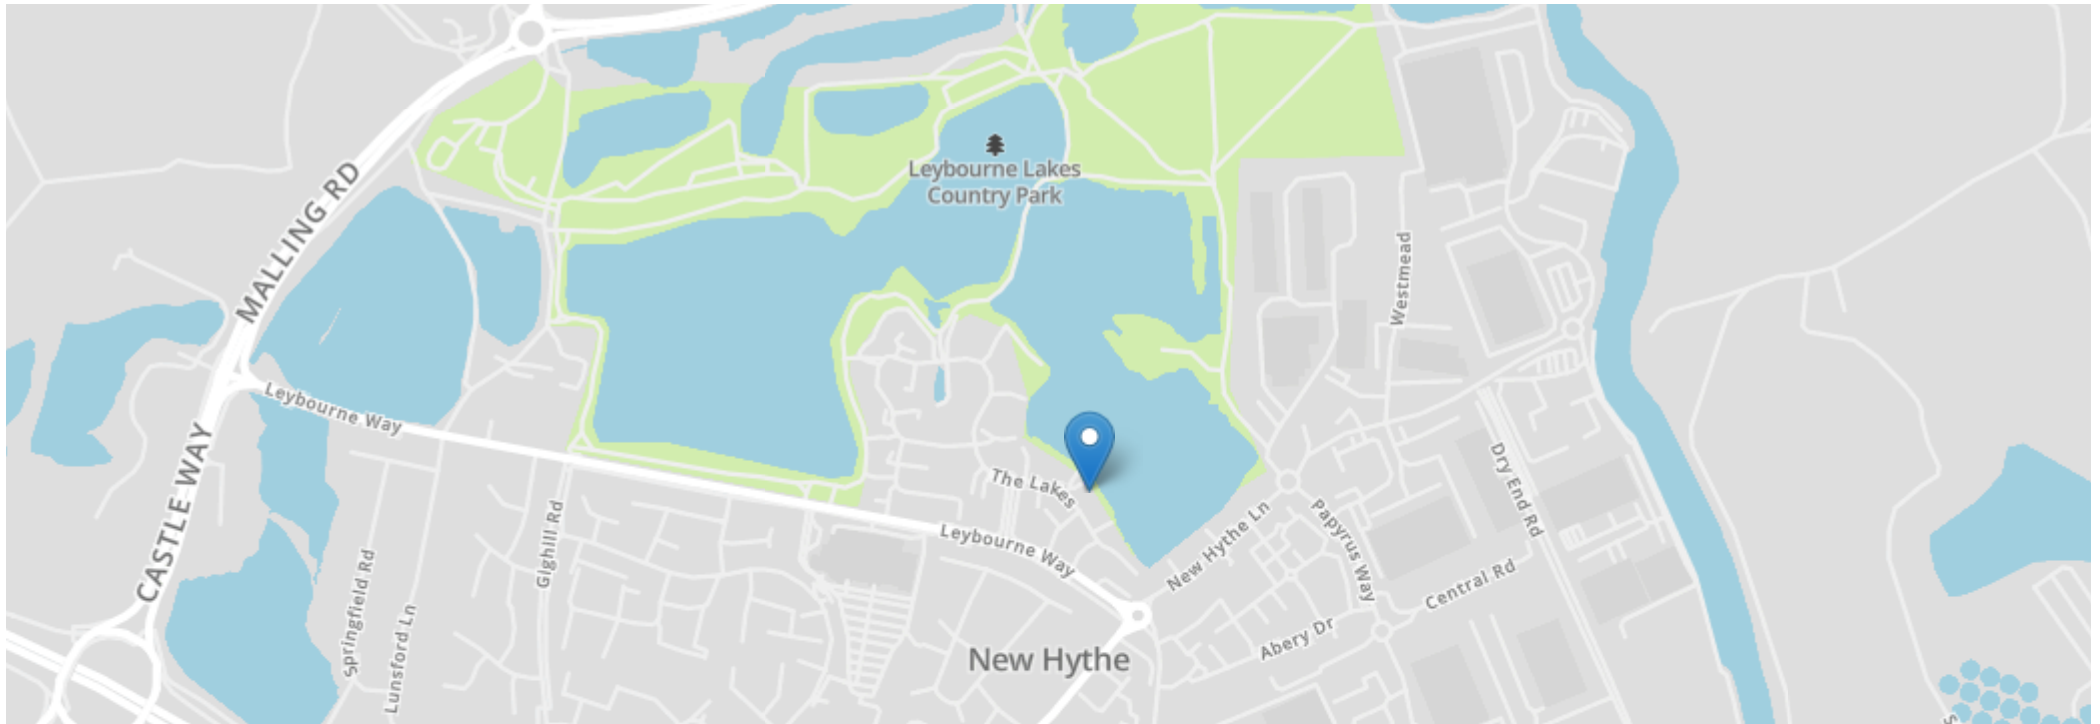 Leybourne Lakes
Country Park
MALLING RD
Westmead
Leybourne Way
CASTLE WAY
The Lakes
Dry End Rd
Gighill Rd
New Hythe Ln
Papyrus Way
Leybourne Way
Springfield Rd
Central Rd
Lunsford Ln
Abery Dr
New Hythe